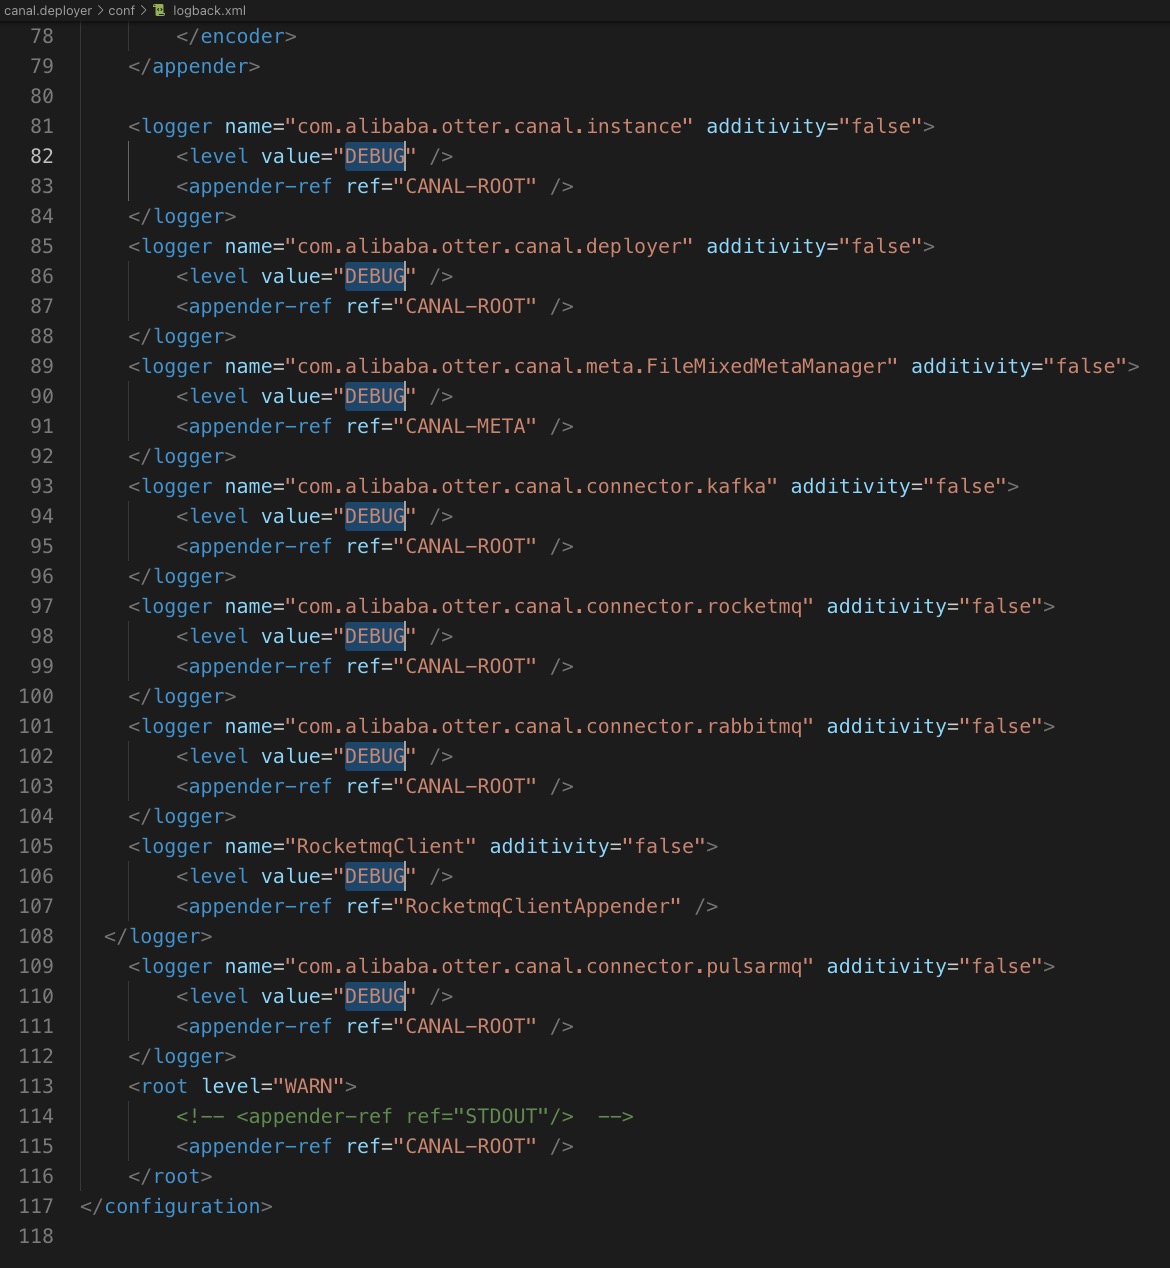 canal.deployer > conf > logback.xml
78 </encoder>
79 </appender>
80
81 <logger name="com.alibaba.otter.canal.instance" additivity="false">
82 <level value="DEBUG" />
83 <appender-ref ref="CANAL-ROOT" />
84 </logger>
85 <logger name="com.alibaba.otter.canal.deployer" additivity="false">
86 <level value="DEBUG" />
87 <appender-ref ref="CANAL-ROOT" />
88 </logger>
89 <logger name="com.alibaba.otter.canal.meta.FileMixedMetaManager" additivity="false">
90 <level value="DEBUG" />
91 <appender-ref ref="CANAL-META" />
92 </logger>
93 <logger name="com.alibaba.otter.canal.connector.kafka" additivity="false">
94 <level value="DEBUG" />
95 <appender-ref ref="CANAL-ROOT" />
96 </logger>
97 <logger name="com.alibaba.otter.canal.connector.rocketmq" additivity="false">
98 <level value="DEBUG" />
99 <appender-ref ref="CANAL-ROOT" />
100 </logger>
101 <logger name="com.alibaba.otter.canal.connector.rabbitmq" additivity="false">
102 <level value="DEBUG" />
103 <appender-ref ref="CANAL-ROOT" />
104 </logger>
105 <logger name="RocketmqClient" additivity="false">
106 <level value="DEBUG" />
107 <appender-ref ref="RocketmqClientAppender" />
108 </logger>
109 <logger name="com.alibaba.otter.canal.connector.pulsarmq" additivity="false">
110 <level value="DEBUG" />
111 <appender-ref ref="CANAL-ROOT" />
112 </logger>
113 <root level="WARN">
114 <!-- <appender-ref ref="STDOUT"/>  -->
115 <appender-ref ref="CANAL-ROOT" />
116 </root>
117 </configuration>
118